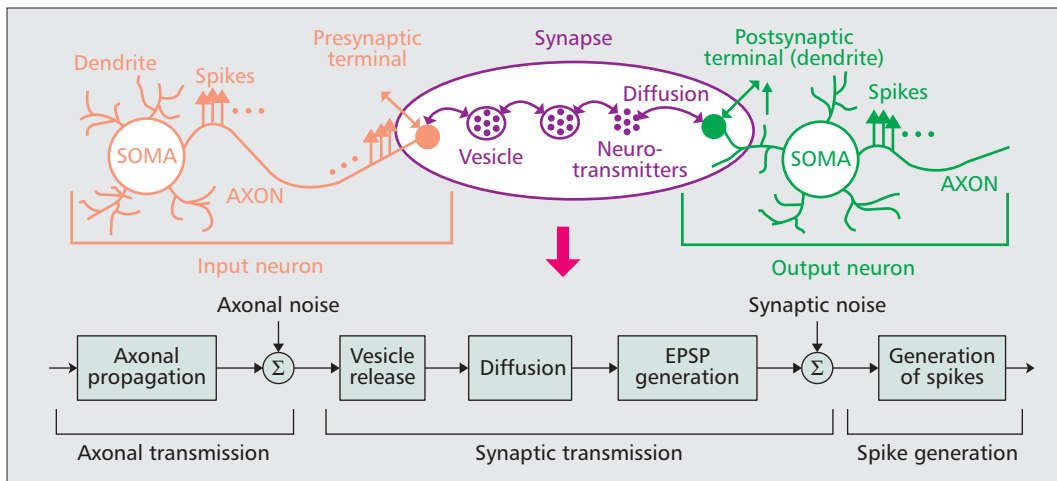 Dendrite
Spikes
SOMA
AXON
Presynaptic
terminal
Synapse
Vesicle
Diffusion
Neuro-
transmitters
Postsynaptic
terminal (dendrite)
Spikes
SOMA
AXON
Input neuron
Output neuron
Axonal noise
Synaptic noise
Axonal
propagation
Σ
Vesicle
release
Diffusion
EPSP
generation
Σ
Generation
of spikes
Axonal transmission
Synaptic transmission
Spike generation